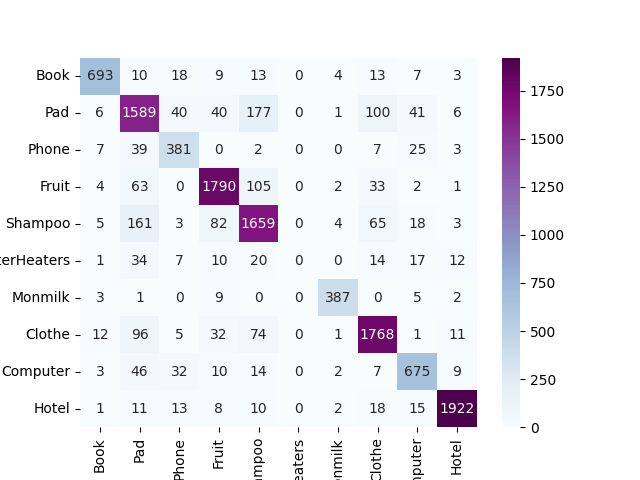 Book 693 10 18 9 13 0 4 13 7 3
Pad 6 1589 40 40 177 0 1 100 41 6
Phone 7 39 381 0 2 0 0 7 25 3
Fruit 4 63 0 1790 105 0 2 33 2 1
Shampoo 5 161 3 82 1659 0 4 65 18 3
terHeaters 1 34 7 10 20 0 0 14 17 12
Monmilk 3 1 0 9 0 0 387 0 5 2
Clothe 12 96 5 32 74 0 1 1768 1 11
Computer 3 46 32 10 14 0 2 7 675 9
Hotel 1 11 13 8 10 0 2 18 15 1922
Book
Pad
Phone
Fruit
ampoo
eaters
onmilk
Clothe
mputer
Hotel
1750
1500
1250
1000
750
500
250
0